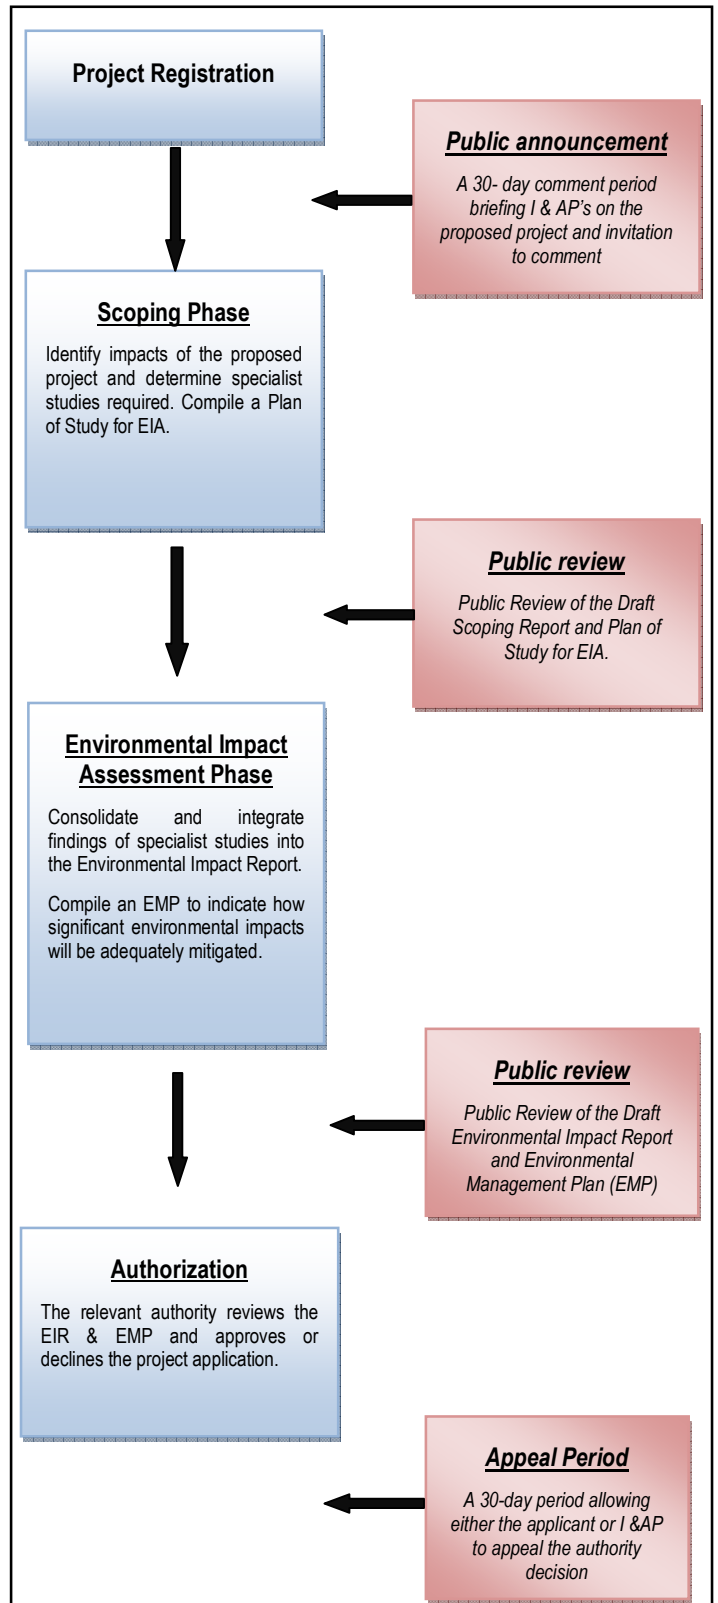 Project Registration
Public announcement
A 30- day comment period
briefing I & AP's on the
proposed project and invitation
to comment
Scoping Phase
Identify impacts of the proposed
project and determine specialist
studies required. Compile a Plan
of Study for EIA.
Public review
Public Review of the Draft
Scoping Report and Plan of
Study for EIA.
Environmental Impact
Assessment Phase
Consolidate and integrate
findings of specialist studies into
the Environmental Impact Report.
Compile an EMP to indicate how
significant environmental impacts
will be adequately mitigated.
Public review
Public Review of the Draft
Environmental Impact Report
and Environmental
Management Plan (EMP)
Authorization
The relevant authority reviews the
EIR & EMP and approves or
declines the project application.
Appeal Period
A 30-day period allowing
either the applicant or I &AP
to appeal the authority
decision